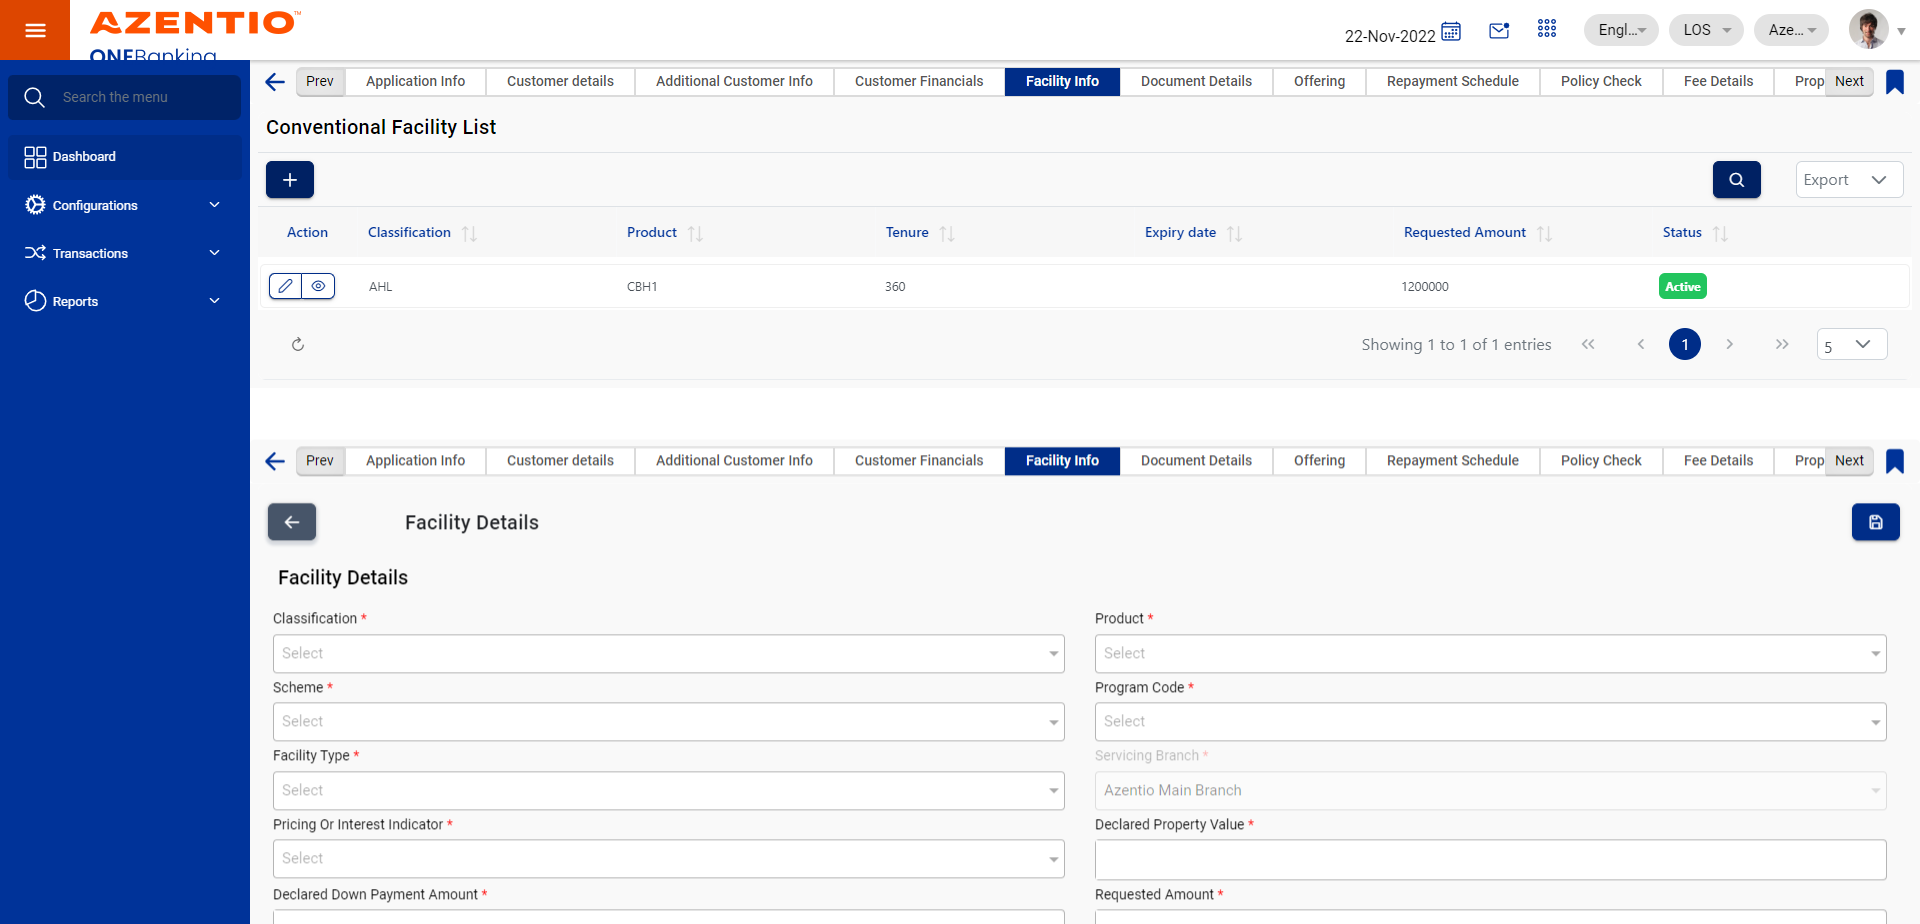 AZENTIO™
ONEBanking
22-Nov-2022
Engl...
LOS
Aze...
Search the menu
Dashboard
Configurations
Transactions
Reports
Prev
Application Info
Customer details
Additional Customer Info
Customer Financials
Facility Info
Document Details
Offering
Repayment Schedule
Policy Check
Fee Details
Prop
Next
Conventional Facility List
Export
Action Classification Product Tenure Expiry date Requested Amount Status
AHL CBH1 360 1200000 Active
Showing 1 to 1 of 1 entries
1
5
Prev
Application Info
Customer details
Additional Customer Info
Customer Financials
Facility Info
Document Details
Offering
Repayment Schedule
Policy Check
Fee Details
Prop
Next
Facility Details
Facility Details
Classification *
Select
Product *
Select
Scheme *
Select
Program Code *
Select
Facility Type *
Select
Servicing Branch *
Azentio Main Branch
Pricing Or Interest Indicator *
Select
Declared Property Value *
Declared Down Payment Amount *
Requested Amount *